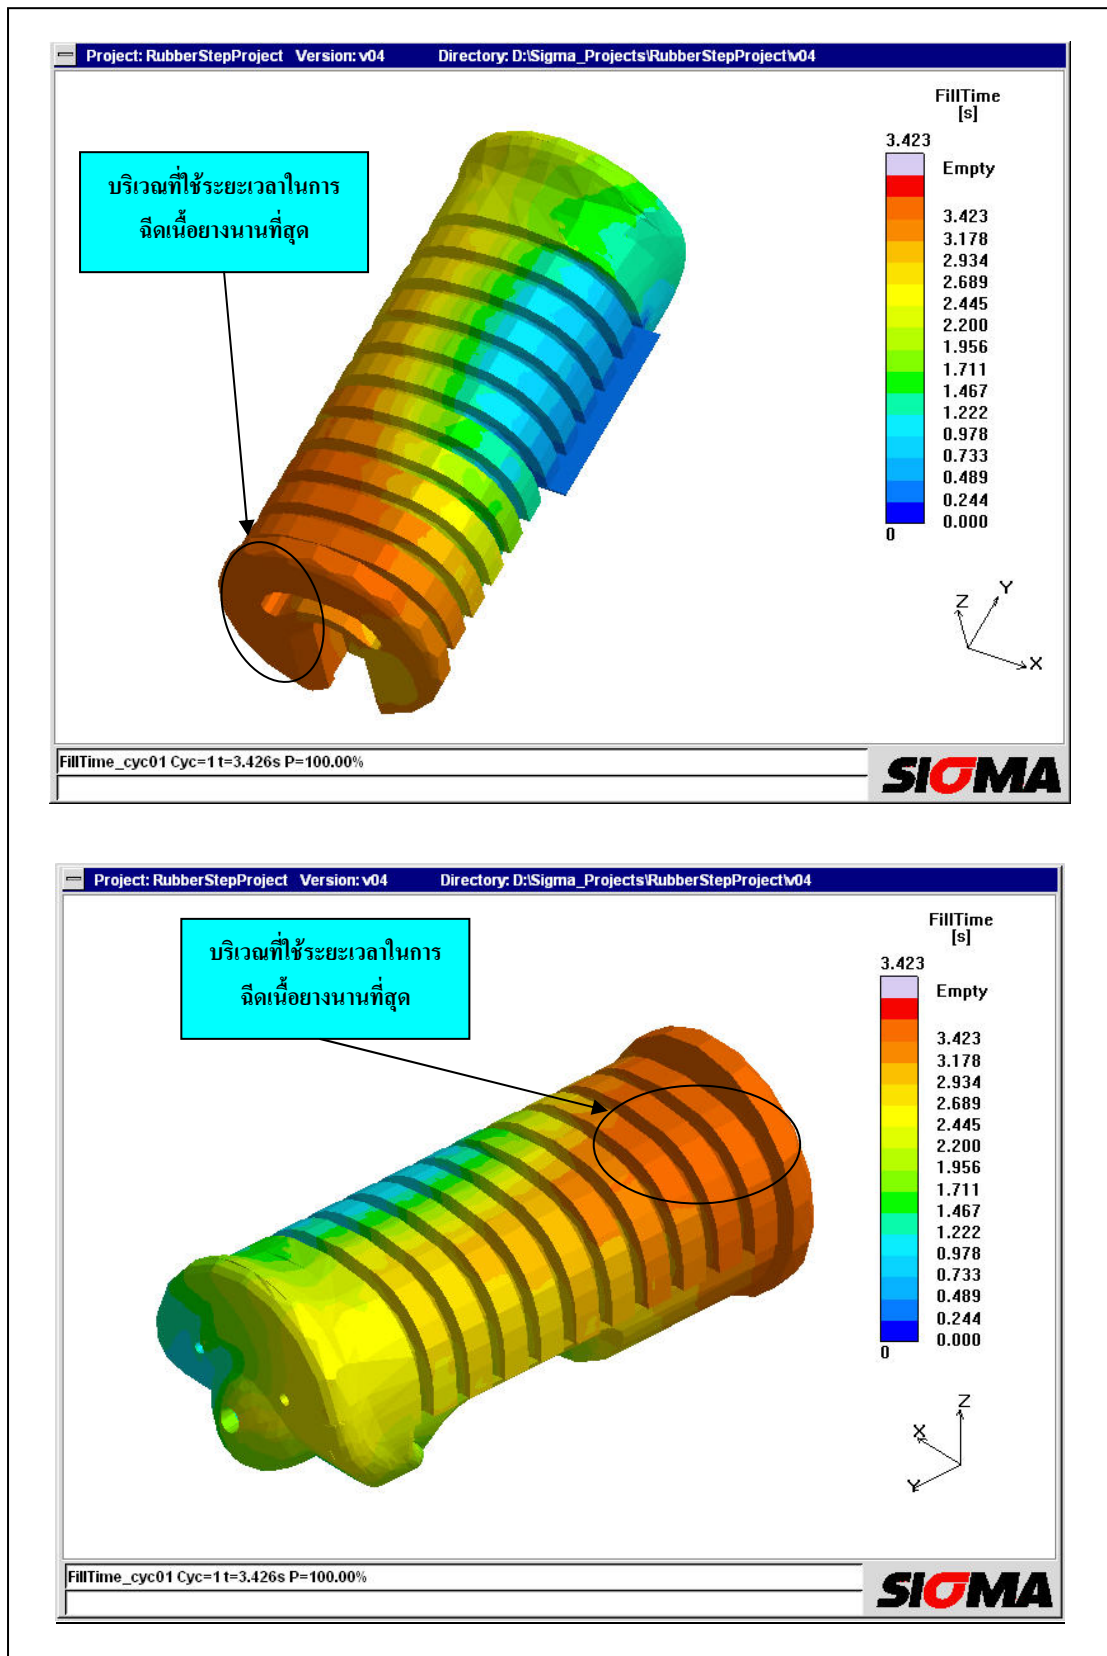 Project: RubberStepProject Version: v04 Directory: D:\Sigma_Projects\RubberStepProject\v04
FillTime
[s]
3.423
Empty
บริเวณที่ใช้ระยะเวลาในการ
ฉีดเนื้อยางนานที่สุด
3.423
3.178
2.934
2.689
2.445
2.200
1.956
1.711
1.467
1.222
0.978
0.733
0.489
0.244
0.000
0
Z
Y
X
FillTime_cyc01 Cyc=1 t=3.426s P=100.00%
SIGMA
Project: RubberStepProject Version: v04 Directory: D:\Sigma_Projects\RubberStepProject\v04
FillTime
[s]
บริเวณที่ใช้ระยะเวลาในการ
ฉีดเนื้อยางนานที่สุด
3.423
Empty
3.423
3.178
2.934
2.689
2.445
2.200
1.956
1.711
1.467
1.222
0.978
0.733
0.489
0.244
0.000
0
Z
X
Y
FillTime_cyc01 Cyc=1 t=3.426s P=100.00%
SIGMA